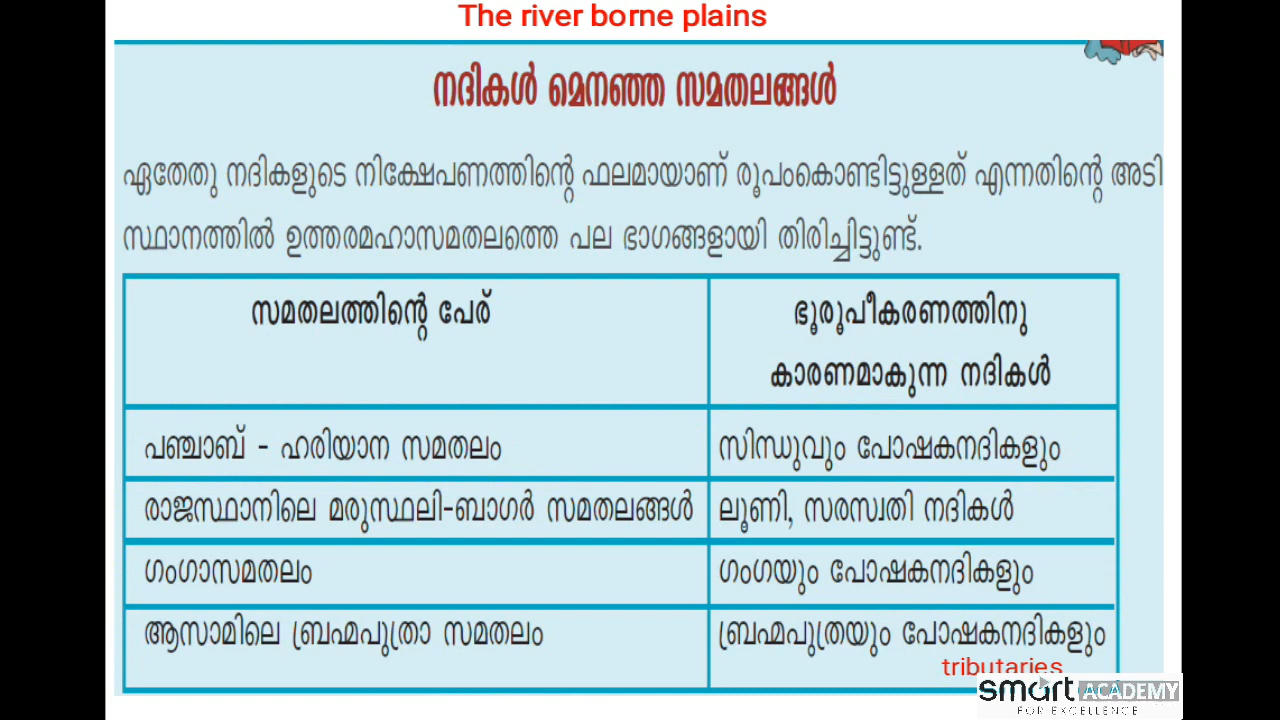 The river borne plains
നദികൾ മെനഞ്ഞ സമതലങ്ങൾ
ഏതേതു നദികളുടെ നിക്ഷേപണത്തിന്റെ ഫലമായാണ് രൂപംകൊണ്ടിട്ടുള്ളത് എന്നതിന്റെ അടി
സ്ഥാനത്തിൽ ഉത്തരമഹാസമതലത്തെ പല ഭാഗങ്ങളായി തിരിച്ചിട്ടുണ്ട്.
സമതലത്തിന്റെ പേര്
ഭൂരൂപീകരണത്തിനു
കാരണമാകുന്ന നദികൾ
പഞ്ചാബ് - ഹരിയാന സമതലം
സിന്ധുവും പോഷകനദികളും
രാജസ്ഥാനിലെ മരുസ്ഥലി-ബാഗർ സമതലങ്ങൾ
ലൂണി, സരസ്വതി നദികൾ
ഗംഗാസമതലം
ഗംഗയും പോഷകനദികളും
ആസാമിലെ ബ്രഹ്മപുത്രാ സമതലം
ബ്രഹ്മപുത്രയും പോഷകനദികളും
tributaries
smart ACADEMY
FOR EXCELLENCE